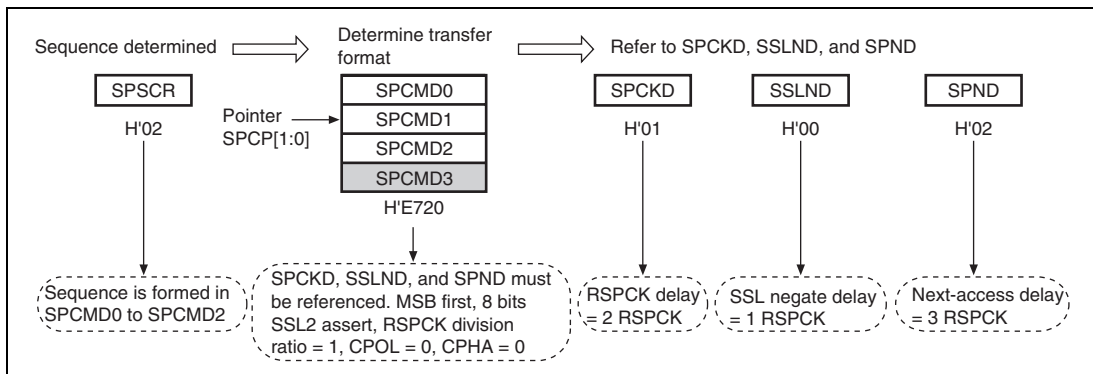 Sequence determined
Determine transfer
format
Refer to SPCKD, SSLND, and SPND
SPSCR
H'02
Pointer
SPCP[1:0]
SPCMD0
SPCMD1
SPCMD2
SPCMD3
H'E720
SPCKD
H'01
SSLND
H'00
SPND
H'02
Sequence is formed in
SPCMD0 to SPCMD2
SPCKD, SSLND, and SPND must
be referenced. MSB first, 8 bits
SSL2 assert, RSPCK division
ratio = 1, CPOL = 0, CPHA = 0
RSPCK delay
= 2 RSPCK
SSL negate delay
= 1 RSPCK
Next-access delay
= 3 RSPCK